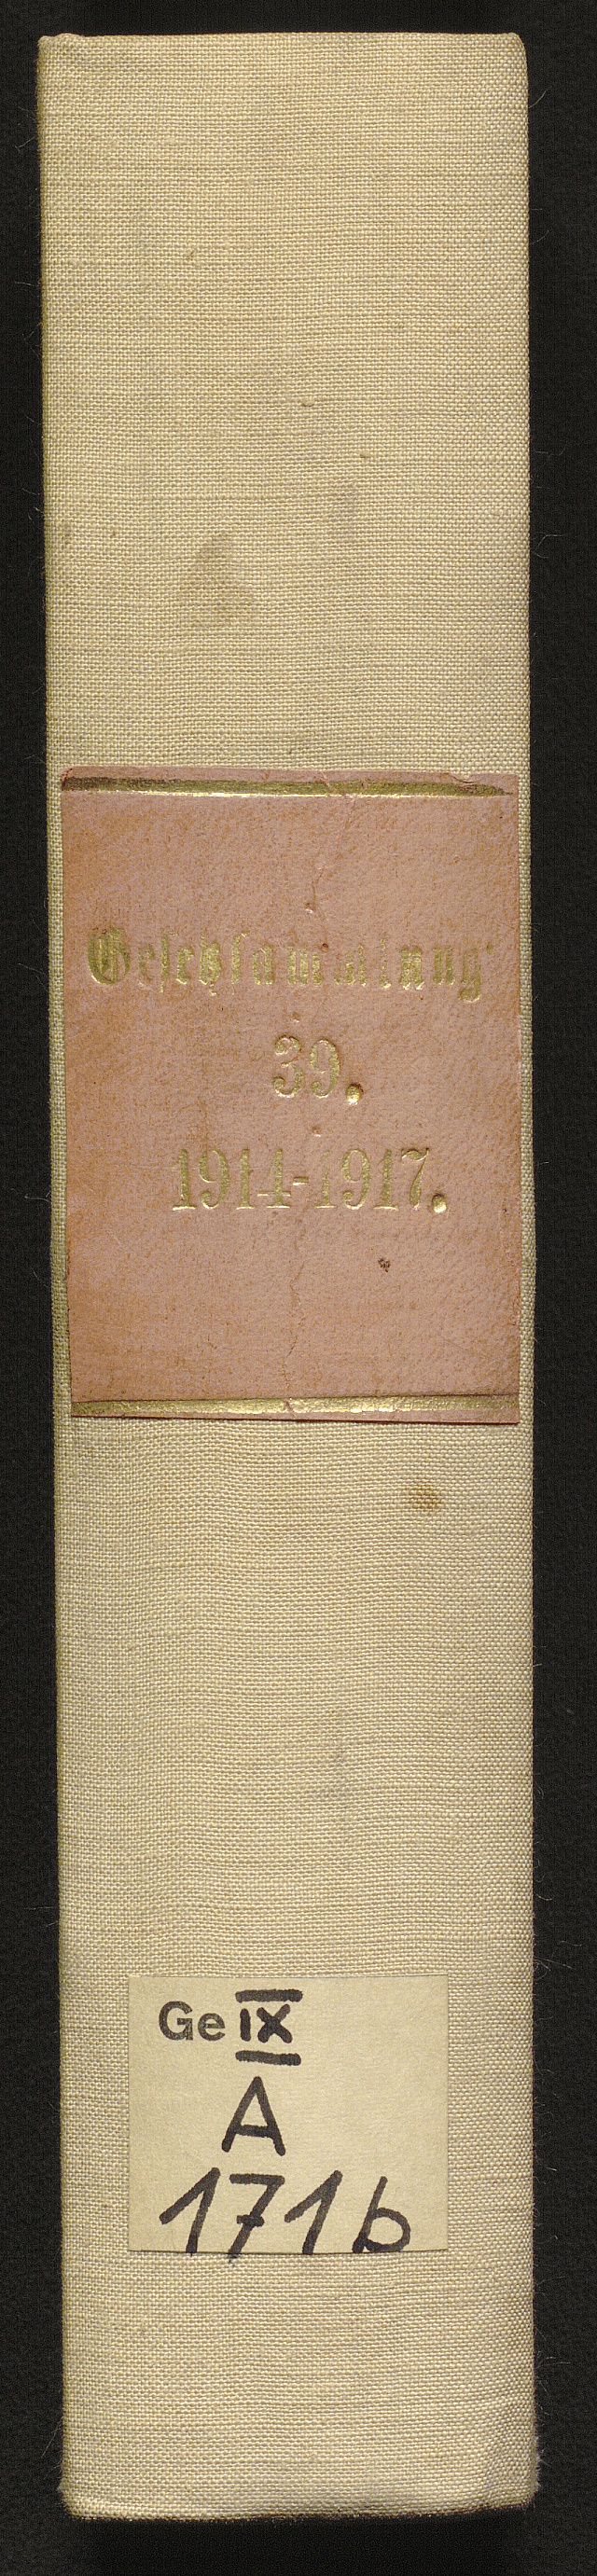 Gesetzsammlung
39.
1914-1917.
Ge IX
A
171b